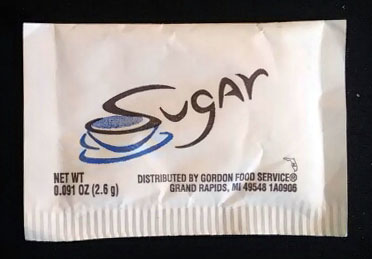 Sugar
NET WT
0.091 OZ (2.6 g)
DISTRIBUTED BY GORDON FOOD SERVICE®
GRAND RAPIDS, MI 49548 1A0906